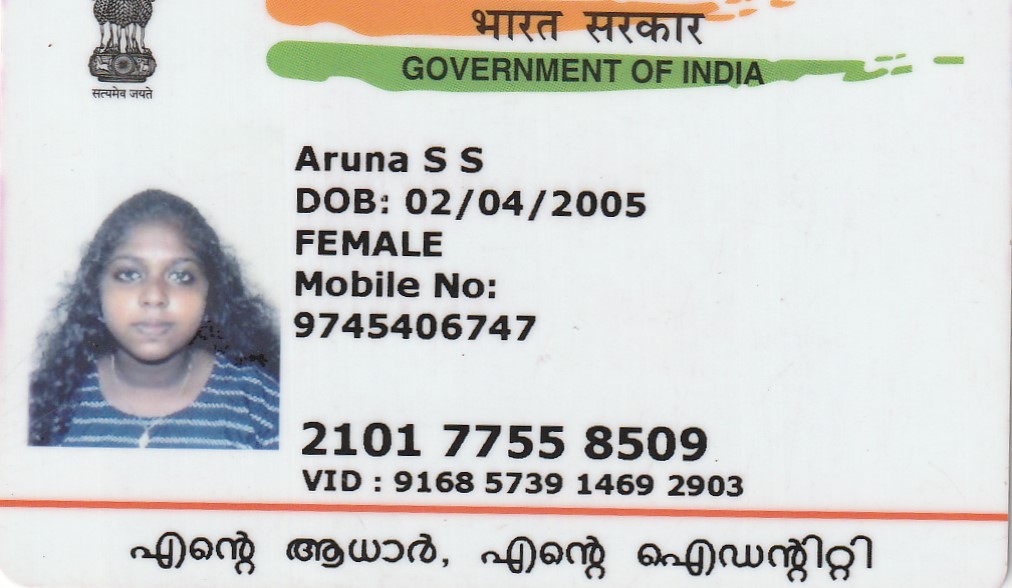 भारत सरकार
GOVERNMENT OF INDIA
सत्यमेव जयते
Aruna S S
DOB: 02/04/2005
FEMALE
Mobile No:
9745406747
2101 7755 8509
VID : 9168 5739 1469 2903
എന്റെ ആധാർ, എന്റെ ഐഡന്റിറ്റി